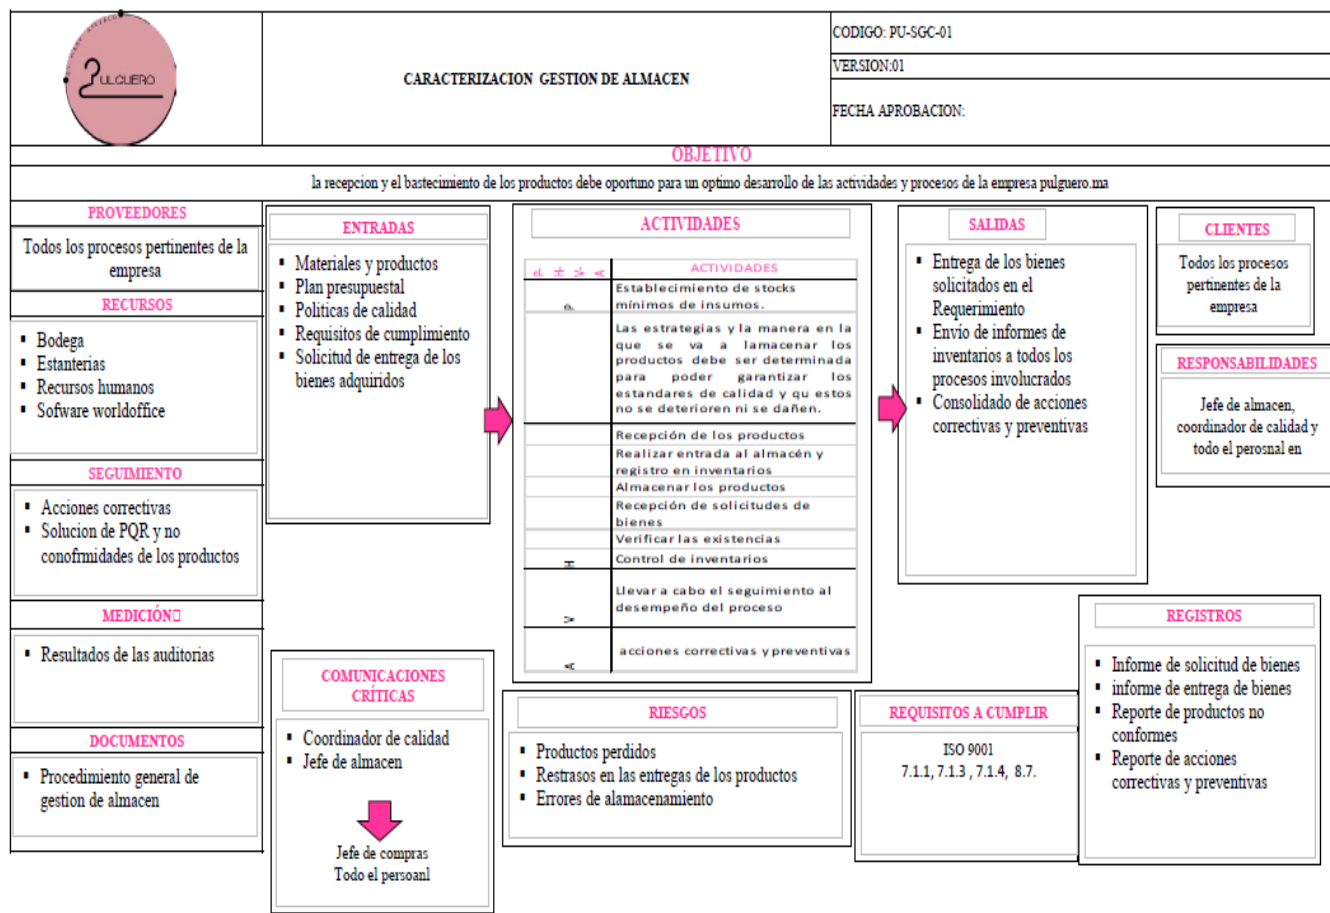 ULGUERO
CARACTERIZACION GESTION DE ALMACEN
CODIGO: PU-SGC-01
VERSION:01
FECHA APROBACION:
OBJETIVO
la recepcion y el bastecimiento de los productos debe oportuno para un optimo desarrollo de las actividades y procesos de la empresa pulguero.ma
PROVEEDORES
Todos los procesos pertinentes de la
empresa
RECURSOS
▪ Bodega
▪ Estanterias
▪ Recursos humanos
▪ Sofware worldoffice
SEGUIMIENTO
▪ Acciones correctivas
▪ Solucion de PQR y no
conofrmidades de los productos
MEDICIÓN
▪ Resultados de las auditorias
DOCUMENTOS
▪ Procedimiento general de
gestion de almacen
ENTRADAS
▪ Materiales y productos
▪ Plan presupuestal
▪ Politicas de calidad
▪ Requisitos de cumplimiento
▪ Solicitud de entrega de los
bienes adquiridos
COMUNICACIONES
CRÍTICAS
▪ Coordinador de calidad
▪ Jefe de almacen
Jefe de compras
Todo el persoanl
ACTIVIDADES
P H V A
ACTIVIDADES
P
Establecimiento de stocks
mínimos de insumos.
Las estrategias y la manera en la
que se va a lamacenar los
productos debe ser determinada
para poder garantizar los
estandares de calidad y qu estos
no se deterioren ni se dañen.
Recepción de los productos
Realizar entrada al almacén y
registro en inventarios
Almacenar los productos
Recepción de solicitudes de
bienes
Verificar las existencias
H
Control de inventarios
V
Llevar a cabo el seguimiento al
desempeño del proceso
A
acciones correctivas y preventivas
RIESGOS
▪ Productos perdidos
▪ Restrasos en las entregas de los productos
▪ Errores de alamacenamiento
SALIDAS
▪ Entrega de los bienes
solicitados en el
Requerimiento
▪ Envío de informes de
inventarios a todos los
procesos involucrados
▪ Consolidado de acciones
correctivas y preventivas
REQUISITOS A CUMPLIR
ISO 9001
7.1.1, 7.1.3 , 7.1.4, 8.7.
CLIENTES
Todos los procesos
pertinentes de la
empresa
RESPONSABILIDADES
Jefe de almacen,
coordinador de calidad y
todo el perosnal en
REGISTROS
▪ Informe de solicitud de bienes
▪ informe de entrega de bienes
▪ Reporte de productos no
conformes
▪ Reporte de acciones
correctivas y preventivas